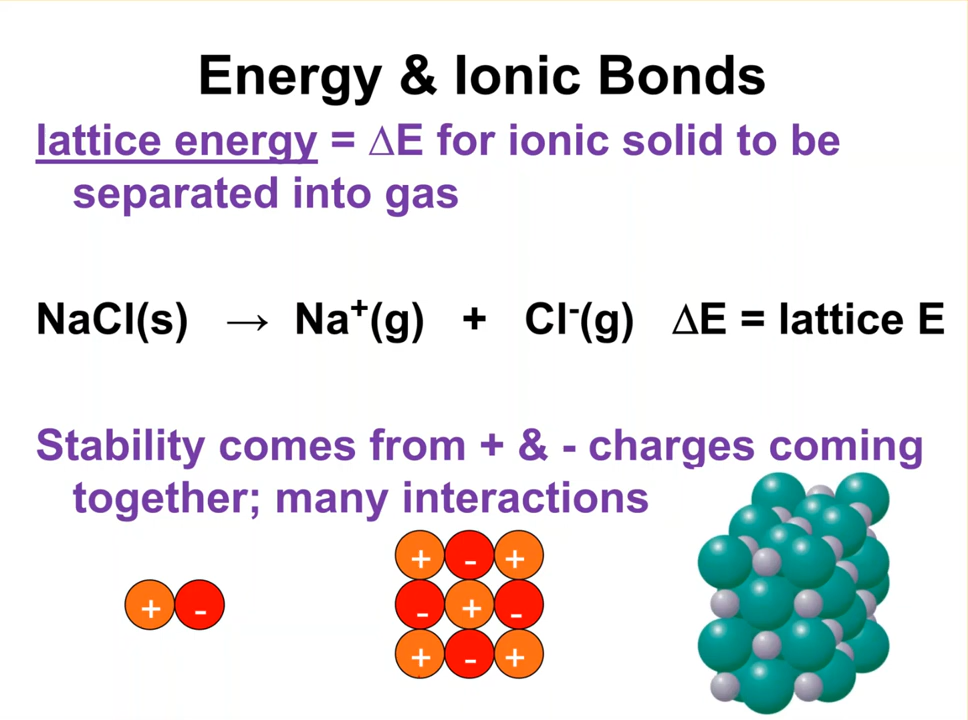 Energy & Ionic Bonds
lattice energy = ΔE for ionic solid to be
separated into gas
NaCl(s) → Na⁺(g) + Cl⁻(g) ΔE = lattice E
Stability comes from + & - charges coming
together; many interactions
+ - +
+ - - + -
+ - +